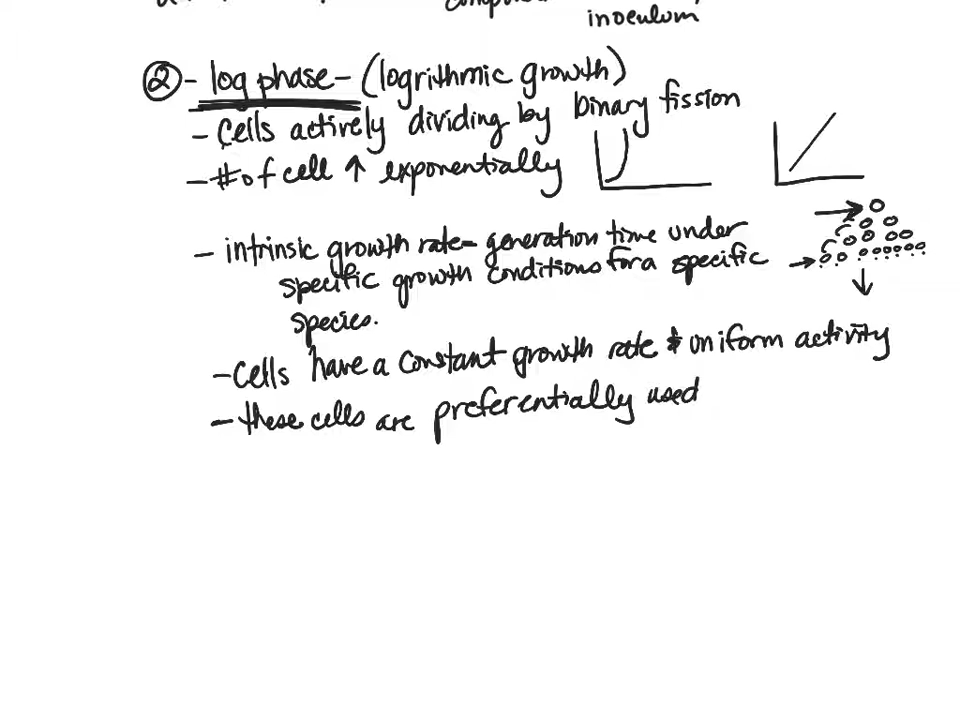 inoculum
② - log phase - (logrithmic growth)
- Cells actively dividing by binary fission
- # of cell ↑ exponentially
- intrinsic growth rate - generation time under
specific growth conditions for a specific
species.
- Cells have a constant growth rate & uniform activity
- these cells are preferentially used